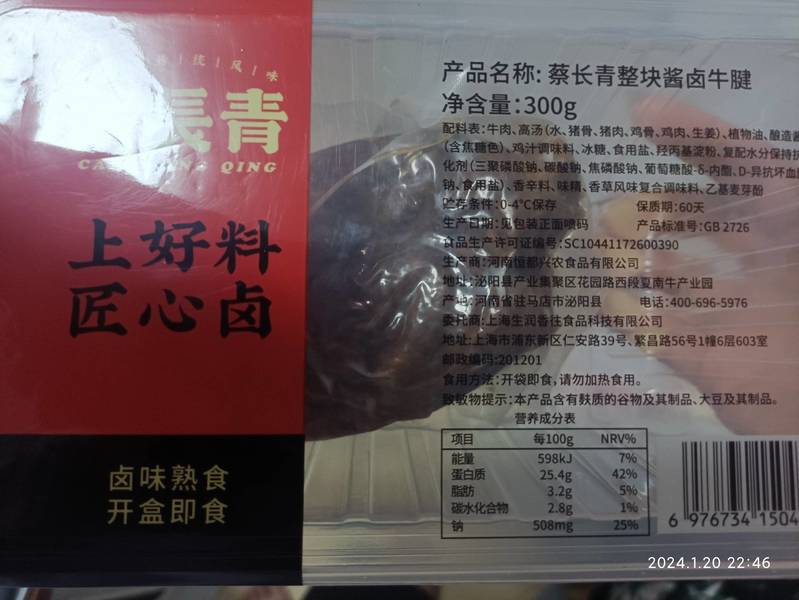 统|风|味
長青
QING
上好料
匠心卤
卤味熟食
开盒即食
产品名称: 蔡长青整块酱卤牛腱
净含量:300g
配料表:牛肉、高汤(水、猪骨、猪肉、鸡骨、鸡肉、生姜)、植物油、酿造酱
(含焦糖色)、鸡汁调味料、冰糖、食用盐、羟丙基淀粉、复配水分保持抗
化剂(三聚磷酸钠、碳酸钠、焦磷酸钠、葡萄糖酸-δ-内酯、D-异抗坏血
钠、食用盐)、香辛料、味精、香草风味复合调味料、乙基麦芽酚
贮存条件:0-4℃保存 保质期:60天
生产日期:见包装正面喷码 产品标准号:GB 2726
食品生产许可证编号:SC10441172600390
生产商:河南恒都兴农食品有限公司
地址:泌阳县产业集聚区花园路西段夏南牛产业园
产地:河南省驻马店市泌阳县 电话:400-696-5976
委托商:上海生润香往食品科技有限公司
地址:上海市浦东新区仁安路39号、繁昌路56号1幢6层603室
邮政编码:201201
食用方法:开袋即食,请勿加热食用。
致敏物提示:本产品含有麸质的谷物及其制品、大豆及其制品。
营养成分表
项目 每100g NRV%
能量 598kJ 7%
蛋白质 25.4g 42%
脂肪 3.2g 5%
碳水化合物 2.8g 1%
钠 508mg 25%
6 976734 1504
2024.1.20 22:46